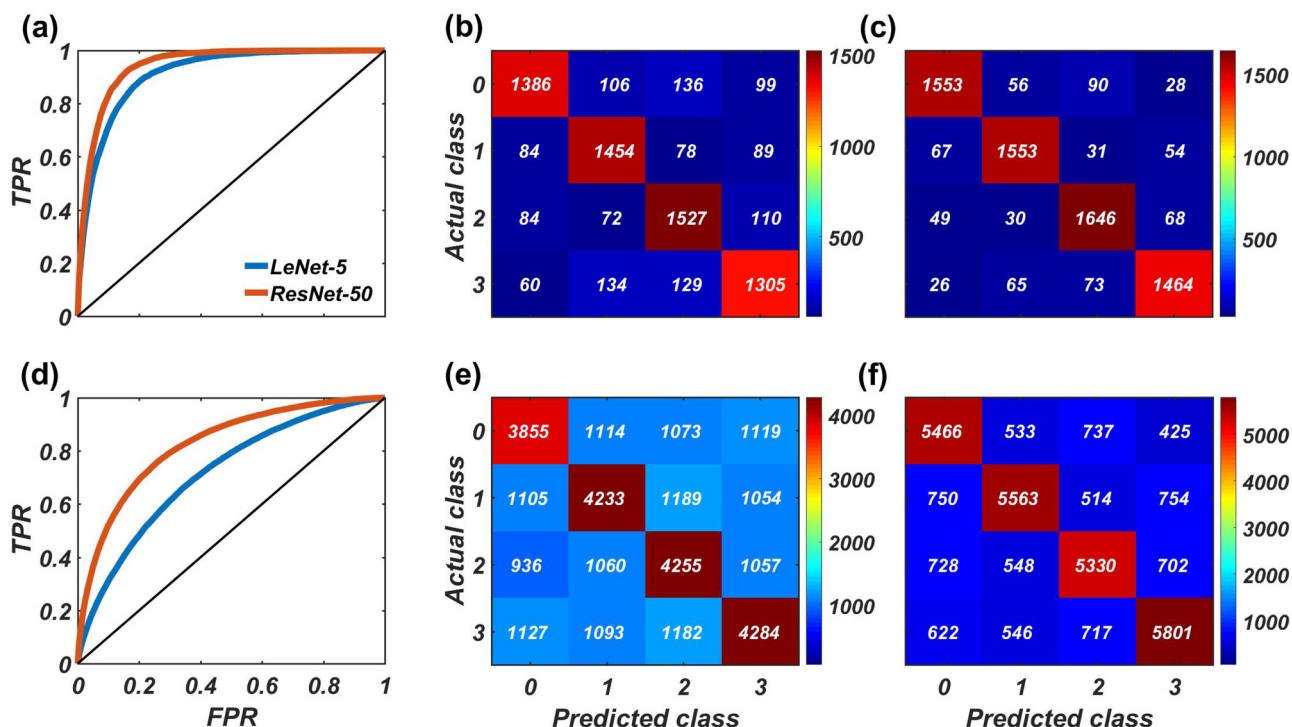 (a)
1
0.8
0.6
0.4
0.2
0
TPR
LeNet-5
ResNet-50
(b)
Actual class
0 1386 106 136 99
1 84 1454 78 89
2 84 72 1527 110
3 60 134 129 1305
1500
1000
500
(c)
1553 56 90 28
67 1553 31 54
49 30 1646 68
26 65 73 1464
1500
1000
500
(d)
1
0.8
0.6
0.4
0.2
0
TPR
0 0.2 0.4 0.6 0.8 1
FPR
(e)
Actual class
0 3855 1114 1073 1119
1 1105 4233 1189 1054
2 936 1060 4255 1057
3 1127 1093 1182 4284
0 1 2 3
Predicted class
4000
3000
2000
1000
(f)
5466 533 737 425
750 5563 514 754
728 548 5330 702
622 546 717 5801
0 1 2 3
Predicted class
5000
4000
3000
2000
1000